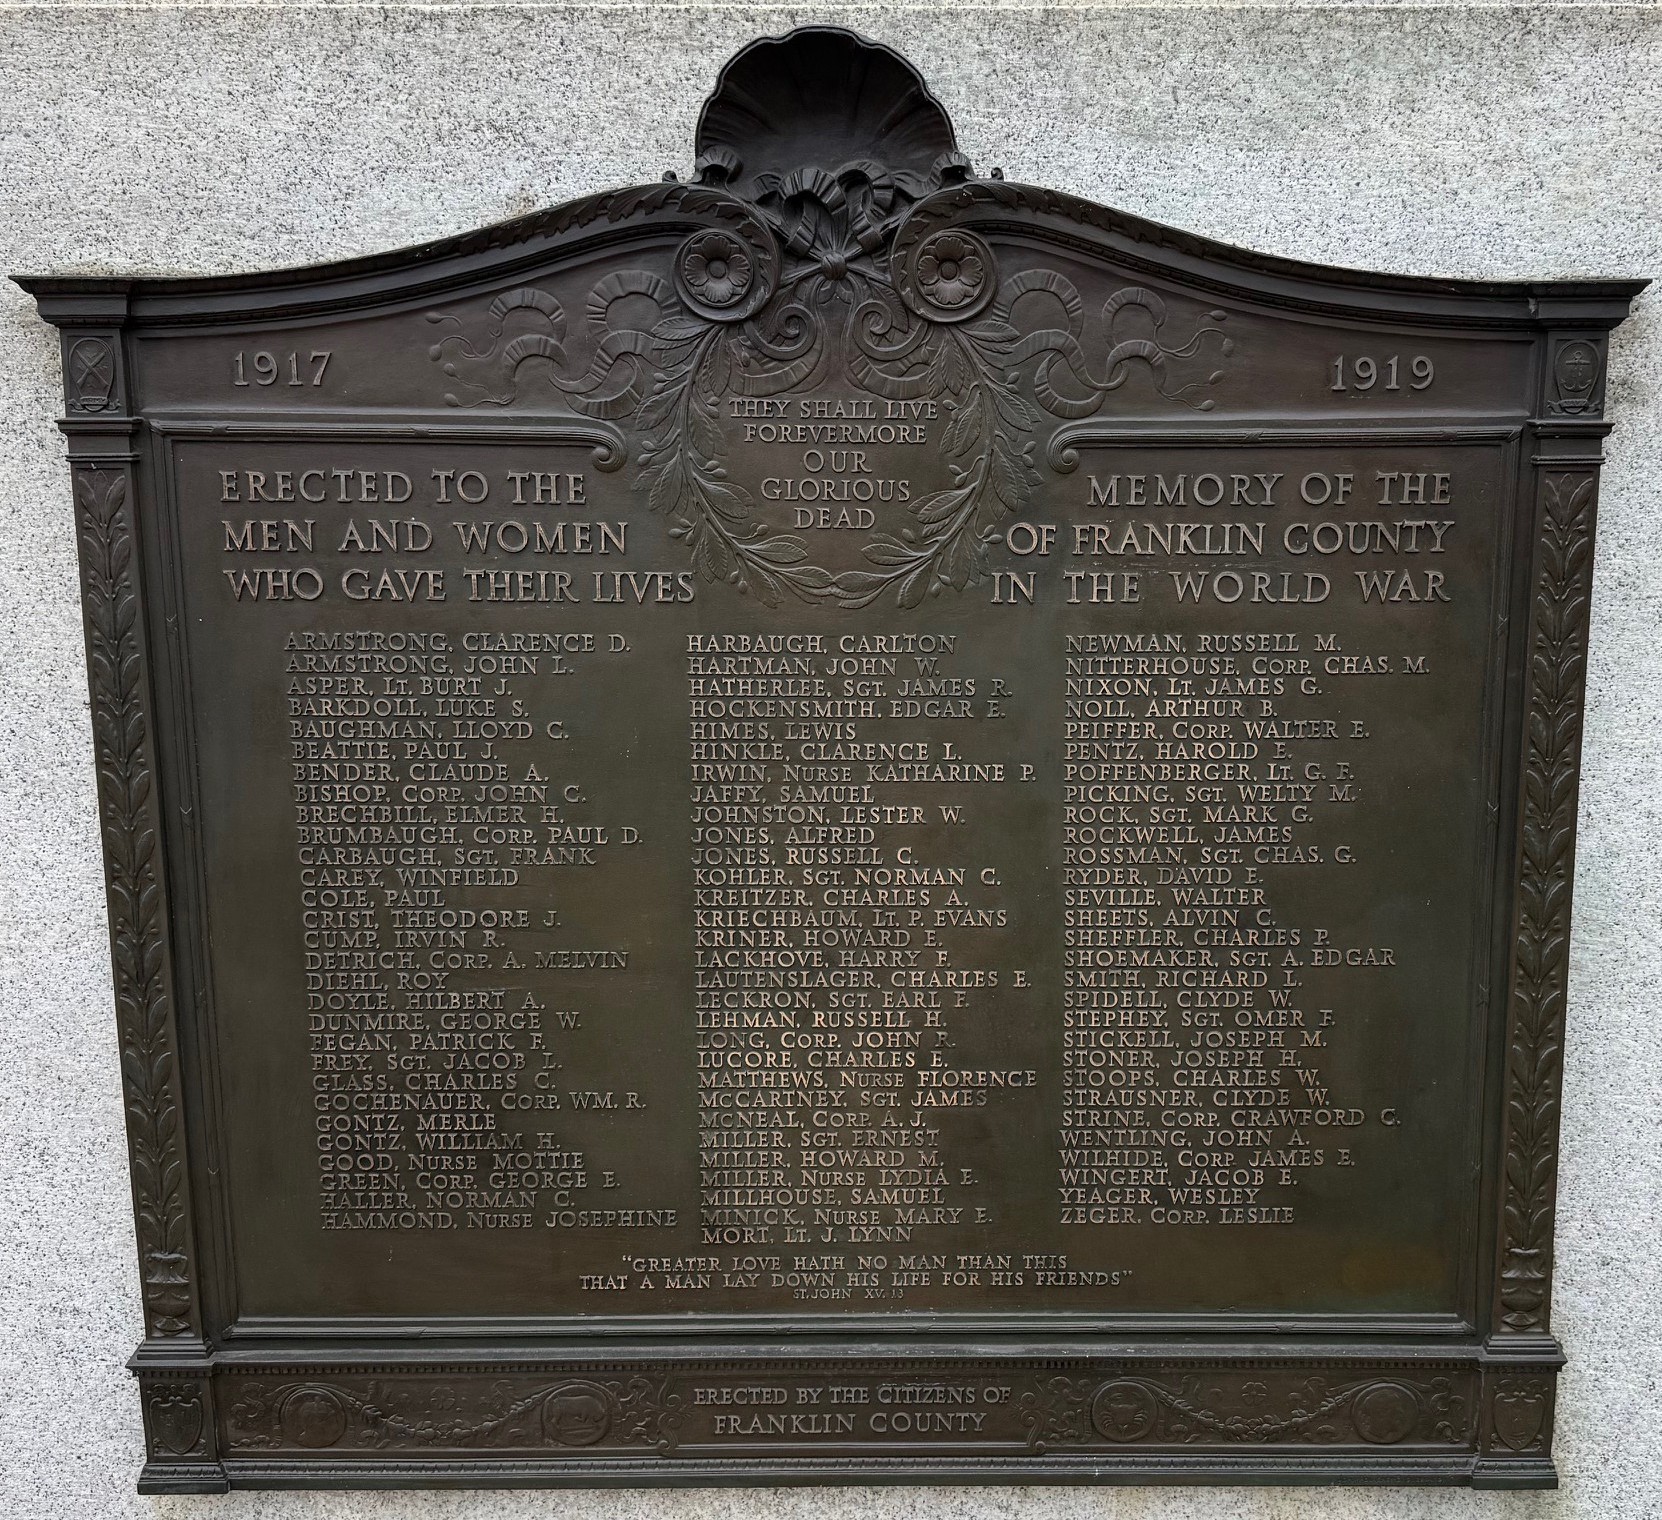 1917
1919
THEY SHALL LIVE
FOREVERMORE
OUR
GLORIOUS
DEAD
ERECTED TO THE MEMORY OF THE
MEN AND WOMEN OF FRANKLIN COUNTY
WHO GAVE THEIR LIVES IN THE WORLD WAR
ARMSTRONG, CLARENCE D.
ARMSTRONG, JOHN L.
ASPER, LT. BURT J.
BARKDOLL, LUKE S.
BAUGHMAN, LLOYD C.
BEATTIE, PAUL J.
BENDER, CLAUDE A.
BISHOP, CORP. JOHN C.
BRECHBILL, ELMER H.
BRUMBAUGH, CORP. PAUL D.
CARBAUGH, SGT. FRANK
CAREY, WINFIELD
COLE, PAUL
CRIST, THEODORE J.
CUMP, IRVIN R.
DETRICH, CORP. A. MELVIN
DIEHL, ROY
DOYLE, HILBERT A.
DUNMIRE, GEORGE W.
FEGAN, PATRICK F.
FREY, SGT. JACOB L.
GLASS, CHARLES C.
GOCHENAUER, CORP. WM. R.
GONTZ, MERLE
GONTZ, WILLIAM H.
GOOD, NURSE MOTTIE
GREEN, CORP. GEORGE E.
HALLER, NORMAN C.
HAMMOND, NURSE JOSEPHINE
HARBAUGH, CARLTON
HARTMAN, JOHN W.
HATHERLEE, SGT. JAMES R.
HOCKENSMITH, EDGAR E.
HIMES, LEWIS
HINKLE, CLARENCE L.
IRWIN, NURSE KATHARINE P.
JAFFY, SAMUEL
JOHNSTON, LESTER W.
JONES, ALFRED
JONES, RUSSELL C.
KOHLER, SGT. NORMAN C.
KREITZER, CHARLES A.
KRIECHBAUM, LT. P. EVANS
KRINER, HOWARD E.
LACKHOVE, HARRY F.
LAUTENSLAGER, CHARLES E.
LECKRON, SGT. EARL F.
LEHMAN, RUSSELL H.
LONG, CORP. JOHN R.
LUCORE, CHARLES E.
MATTHEWS, NURSE FLORENCE
MCCARTNEY, SGT. JAMES
MCNEAL, CORP. A. J.
MILLER, SGT. ERNEST
MILLER, HOWARD M.
MILLER, NURSE LYDIA E.
MILLHOUSE, SAMUEL
MINICK, NURSE MARY E.
MORT, LT. J. LYNN
NEWMAN, RUSSELL M.
NITTERHOUSE, CORP. CHAS. M.
NIXON, LT. JAMES G.
NOLL, ARTHUR B.
PEIFFER, CORP. WALTER E.
PENTZ, HAROLD E.
POFFENBERGER, LT. G. F.
PICKING, SGT. WELTY M.
ROCK, SGT. MARK G.
ROCKWELL, JAMES
ROSSMAN, SGT. CHAS. G.
RYDER, DAVID E.
SEVILLE, WALTER
SHEETS, ALVIN C.
SHEFFLER, CHARLES P.
SHOEMAKER, SGT. A. EDGAR
SMITH, RICHARD L.
SPIDELL, CLYDE W.
STEPHEY, SGT. OMER F.
STICKELL, JOSEPH M.
STONER, JOSEPH H.
STOOPS, CHARLES W.
STRAUSNER, CLYDE W.
STRINE, CORP. CRAWFORD C.
WENTLING, JOHN A.
WILHIDE, CORP. JAMES E.
WINGERT, JACOB E.
YEAGER, WESLEY
ZEGER, CORP. LESLIE
"GREATER LOVE HATH NO MAN THAN THIS
THAT A MAN LAY DOWN HIS LIFE FOR HIS FRIENDS"
ST. JOHN XV. 13
ERECTED BY THE CITIZENS OF
FRANKLIN COUNTY